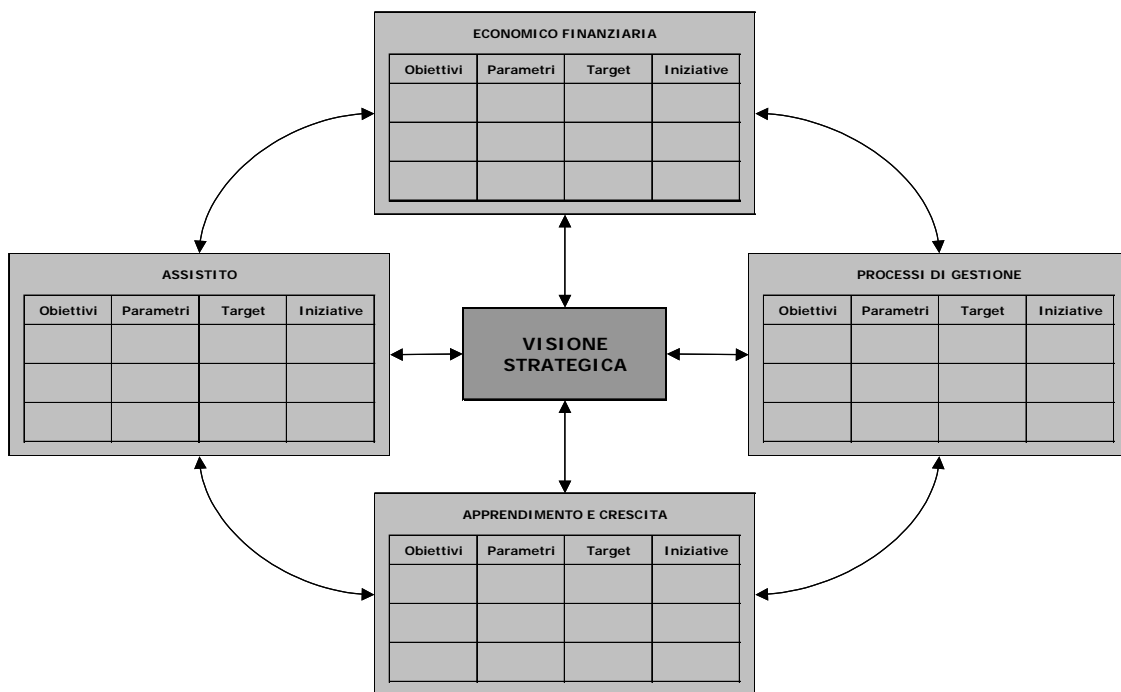 ECONOMICO FINANZIARIA
Obiettivi Parametri Target Iniziative
ASSISTITO
Obiettivi Parametri Target Iniziative
VISIONE
STRATEGICA
PROCESSI DI GESTIONE
Obiettivi Parametri Target Iniziative
APPRENDIMENTO E CRESCITA
Obiettivi Parametri Target Iniziative